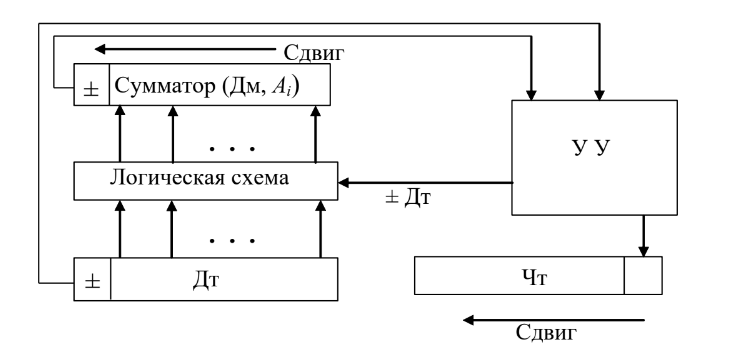 Сдвиг
± Сумматор (Дм, Aᵢ)
. . .
У У
Логическая схема
± Дт
. . .
± Дт
Чт
Сдвиг